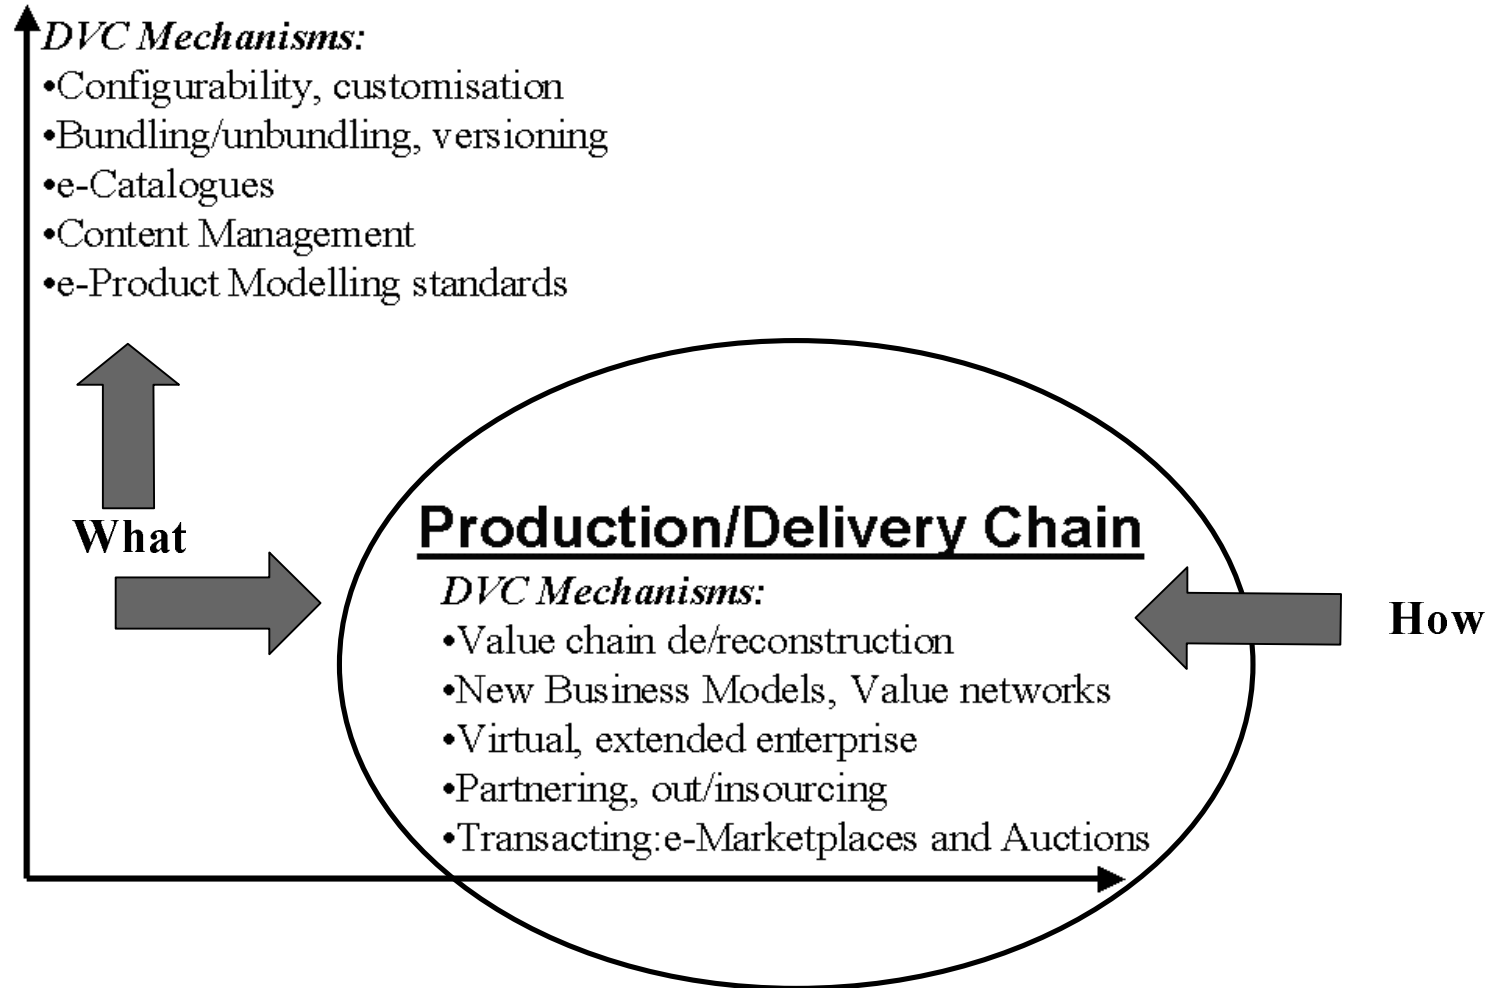 DVC Mechanisms:
•Configurability, customisation
•Bundling/unbundling, versioning
•e-Catalogues
•Content Management
•e-Product Modelling standards
What
Production/Delivery Chain
DVC Mechanisms:
•Value chain de/reconstruction
•New Business Models, Value networks
•Virtual, extended enterprise
•Partnering, out/insourcing
•Transacting:e-Marketplaces and Auctions
How